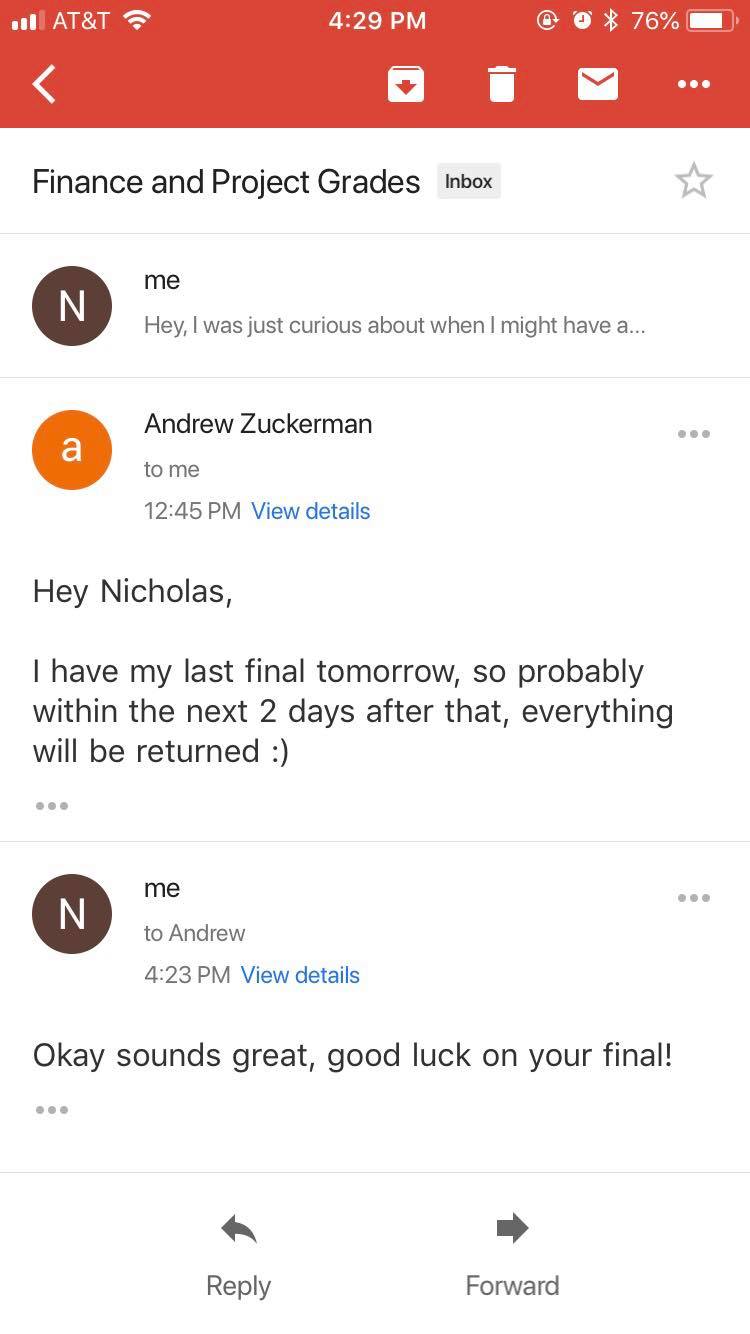 AT&T 4:29 PM 76%
Finance and Project Grades Inbox
N
me
Hey, I was just curious about when I might have a...
a
Andrew Zuckerman
to me
12:45 PM View details
Hey Nicholas,
I have my last final tomorrow, so probably
within the next 2 days after that, everything
will be returned :)
N
me
to Andrew
4:23 PM View details
Okay sounds great, good luck on your final!
Reply Forward